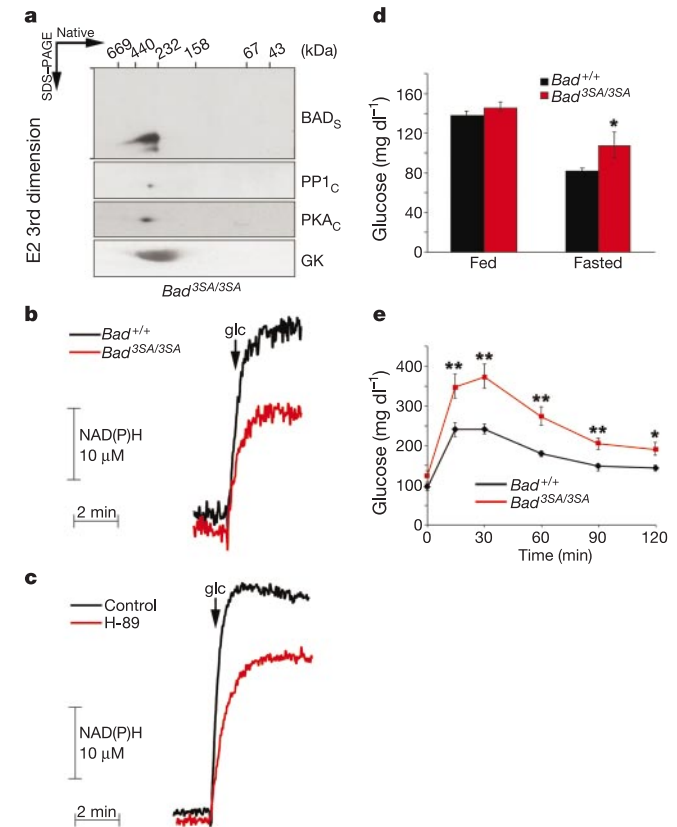 a
Native
SDS–PAGE
669 440 232 158 67 43 (kDa)
E2 3rd dimension
BADS
PP1C
PKAC
GK
Bad3SA/3SA
b
Bad+/+
Bad3SA/3SA
glc
NAD(P)H
10 µM
2 min
c
Control
H-89
glc
NAD(P)H
10 µM
2 min
d
Bad+/+
Bad3SA/3SA
Glucose (mg dl–1)
160
120
80
40
0
*
Fed Fasted
e
Glucose (mg dl–1)
400
300
200
100
0
** ** ** ** *
Bad+/+
Bad3SA/3SA
0 30 60 90 120
Time (min)